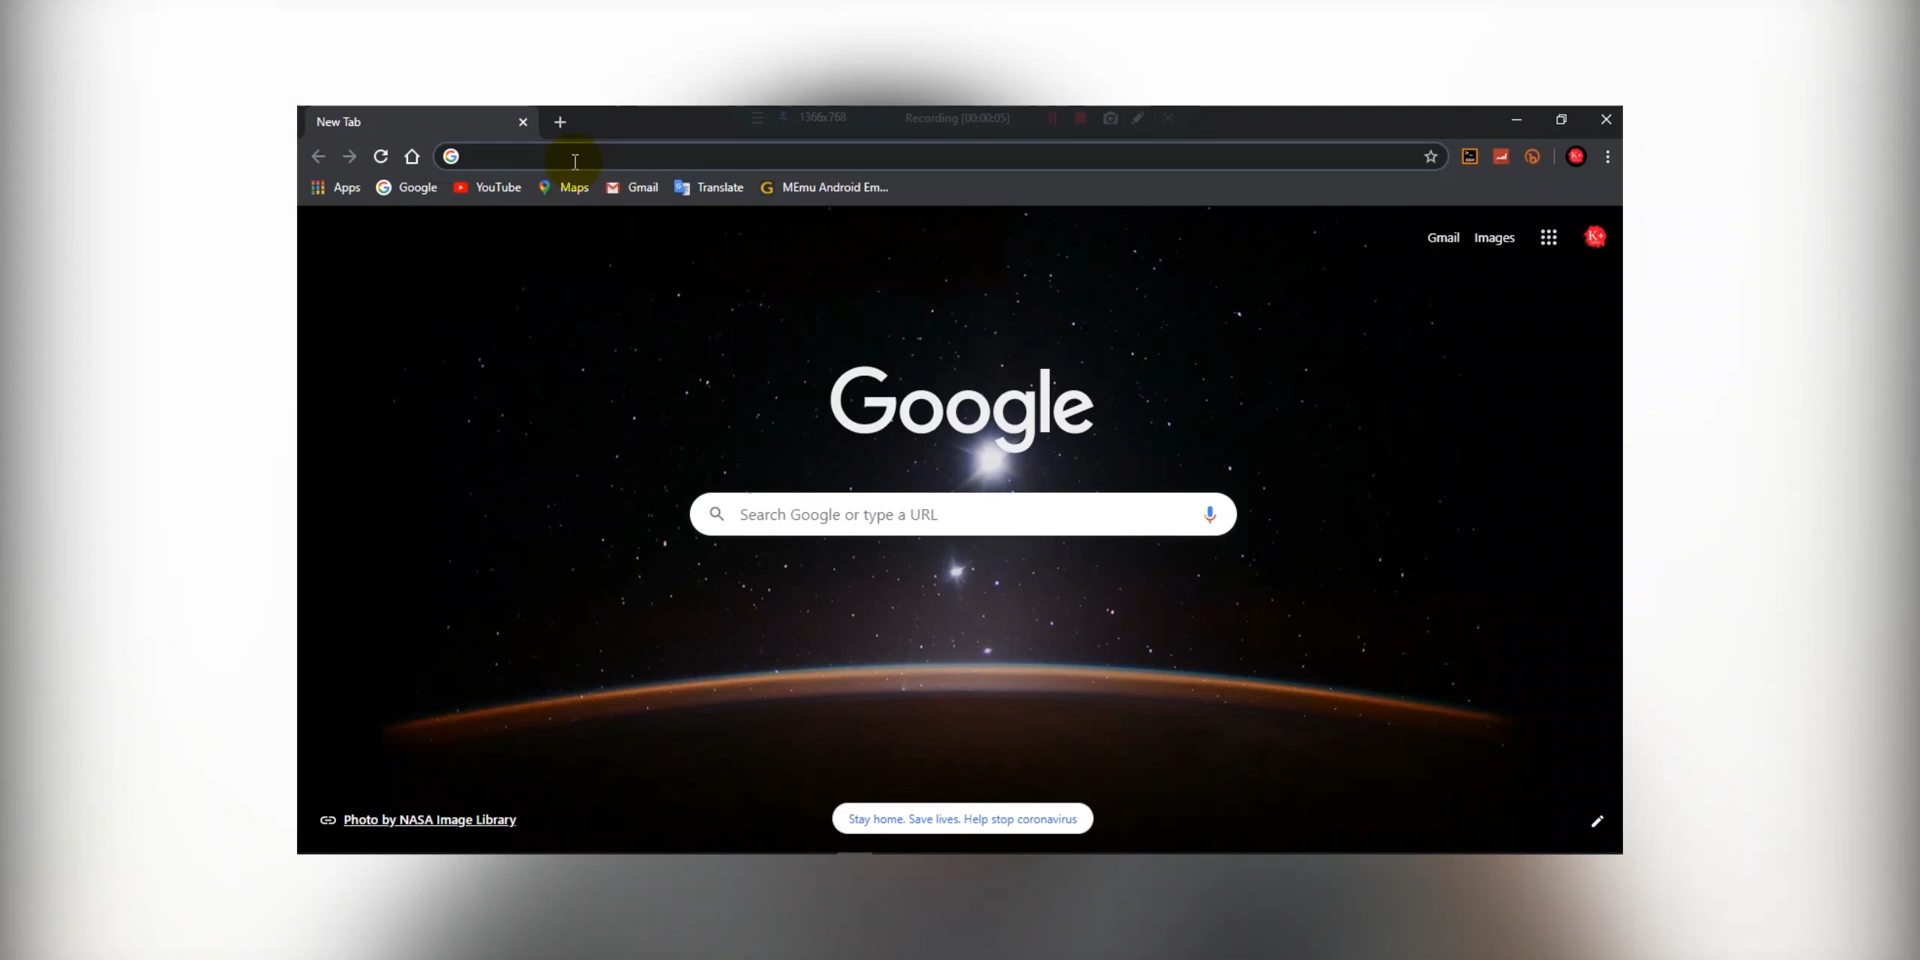 New Tab
1366x768
Recording [00:00:05]
Apps
Google
YouTube
Maps
Gmail
Translate
MEmu Android Em...
Gmail
Images
K+
Google
Search Google or type a URL
Photo by NASA Image Library
Stay home. Save lives. Help stop coronavirus